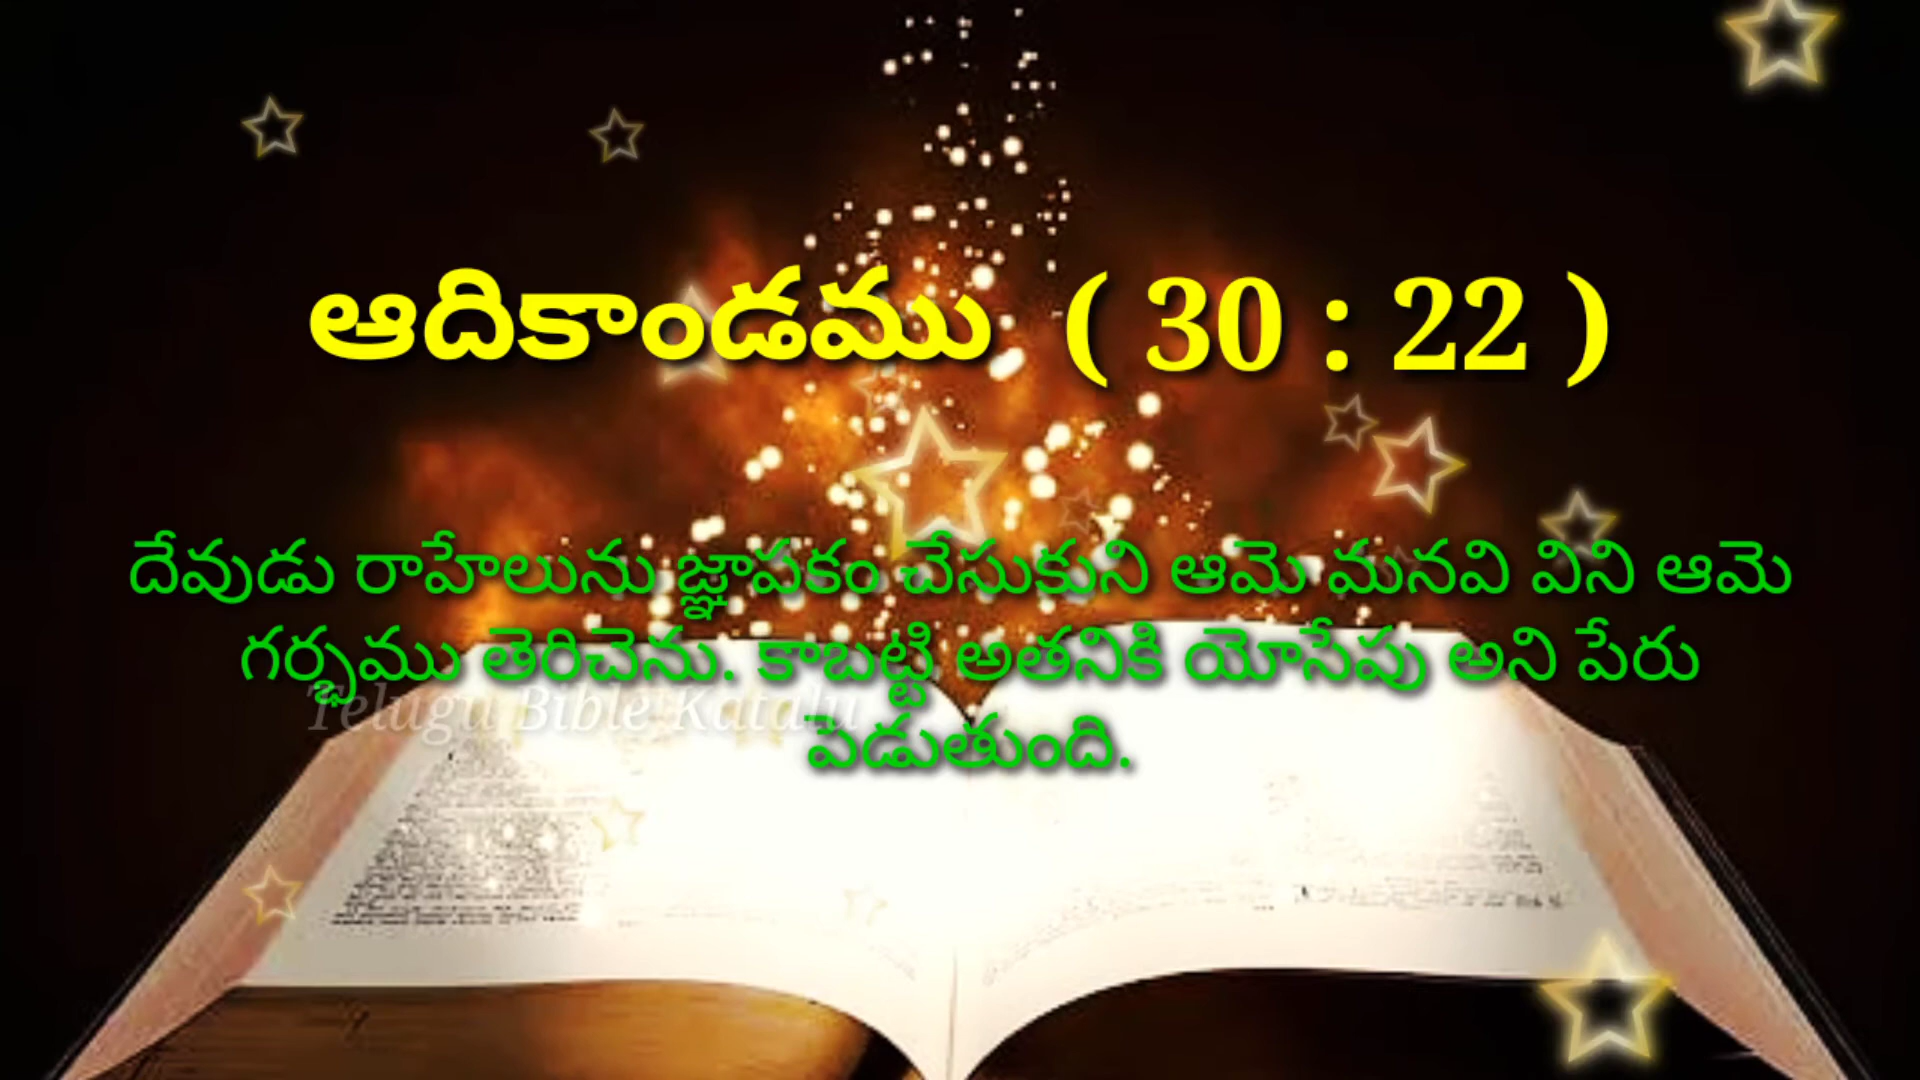 ఆదికాండము ( 30 : 22 )
దేవుడు రాహేలును జ్ఞాపకం చేసుకుని ఆమె మనవి విని ఆమె
గర్భము తెరిచెను. కాబట్టి అతనికి యోసేపు అని పేరు
Telugu Bible Katalu
పెడుతుంది.